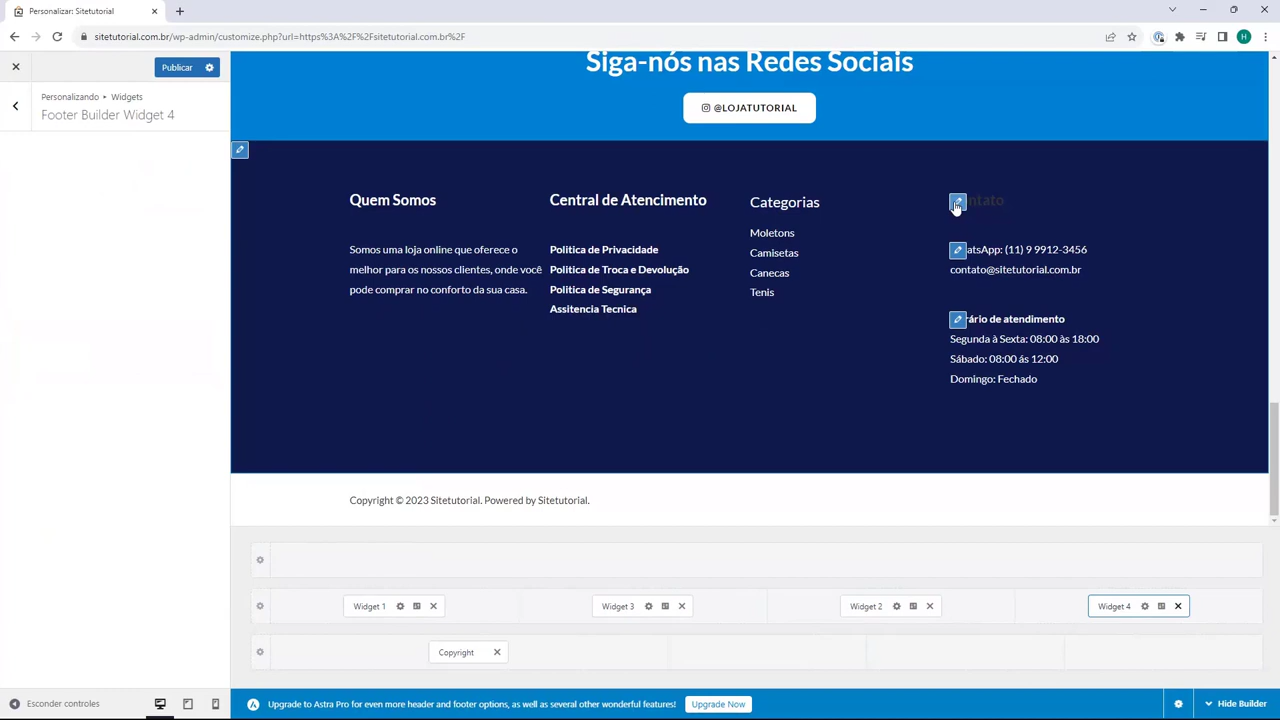 Personalizar: Sitetutorial
sitetutorial.com.br/wp-admin/customize.php?url=https%3A%2F%2Fsitetutorial.com.br%2F
H
Publicar
Personalizando ▸ Widgets
Footer Builder Widget 4
Siga-nós nas Redes Sociais
@LOJATUTORIAL
Quem Somos
Somos uma loja online que oferece o
melhor para os nossos clientes, onde você
pode comprar no conforto da sua casa.
Central de Atencimento
Politica de Privacidade
Politica de Troca e Devolução
Politica de Segurança
Assitencia Tecnica
Categorias
Moletons
Camisetas
Canecas
Tenis
ntato
atsApp: (11) 9 9912-3456
contato@sitetutorial.com.br
rário de atendimento
Segunda à Sexta: 08:00 às 18:00
Sábado: 08:00 ás 12:00
Domingo: Fechado
Copyright © 2023 Sitetutorial. Powered by Sitetutorial.
Widget 1
Widget 3
Widget 2
Widget 4
Copyright
Esconder controles
Upgrade to Astra Pro for even more header and footer options, as well as several other wonderful features!
Upgrade Now
Hide Builder